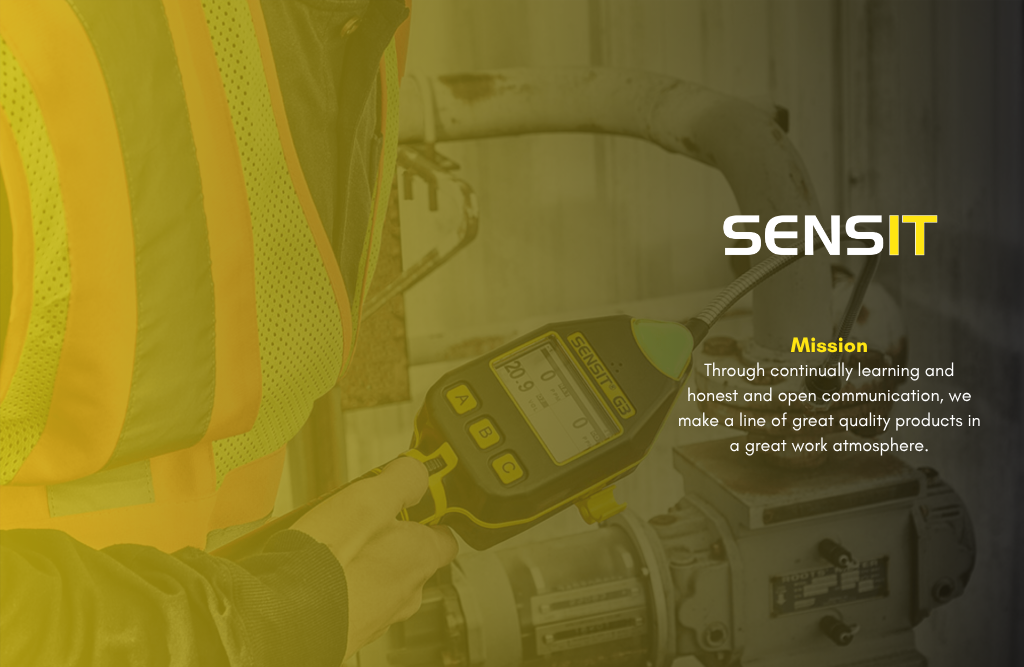 SENSIT
Mission
Through continually learning and
honest and open communication, we
make a line of great quality products in
a great work atmosphere.
SENSIT G3
0
20.9
0
A
B
C